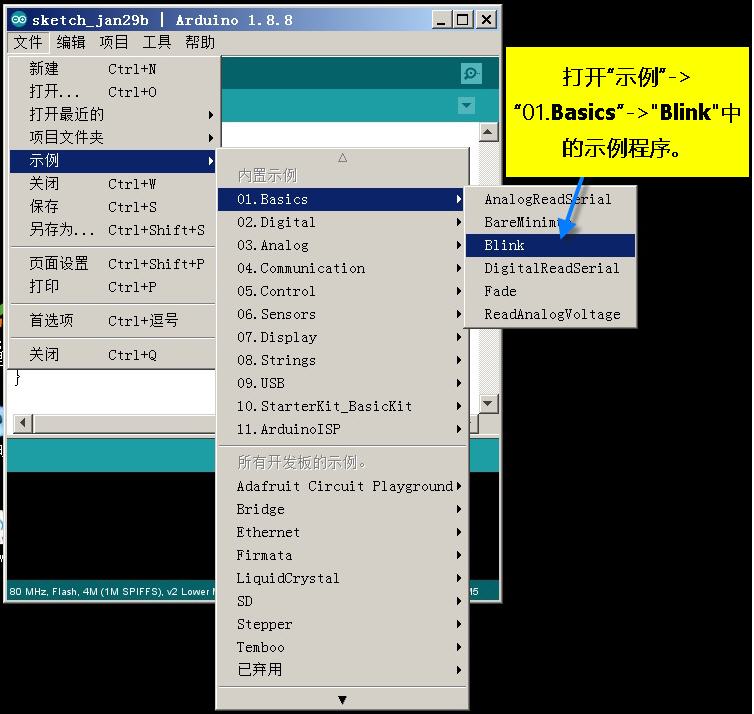 sketch_jan29b | Arduino 1.8.8
文件 编辑 项目 工具 帮助
新建 Ctrl+N
打开... Ctrl+O
打开最近的
项目文件夹
示例
关闭 Ctrl+W
保存 Ctrl+S
另存为... Ctrl+Shift+S
页面设置 Ctrl+Shift+P
打印 Ctrl+P
首选项 Ctrl+逗号
关闭 Ctrl+Q
}
80 MHz, Flash, 4M (1M SPIFFS), v2 Lower
内置示例
01.Basics
02.Digital
03.Analog
04.Communication
05.Control
06.Sensors
07.Display
08.Strings
09.USB
10.StarterKit_BasicKit
11.ArduinoISP
所有开发板的示例。
Adafruit Circuit Playground
Bridge
Ethernet
Firmata
LiquidCrystal
SD
Stepper
Temboo
已弃用
AnalogReadSerial
BareMinim
Blink
DigitalReadSerial
Fade
ReadAnalogVoltage
打开“示例”->
“01.Basics”->"Blink"中
的示例程序。